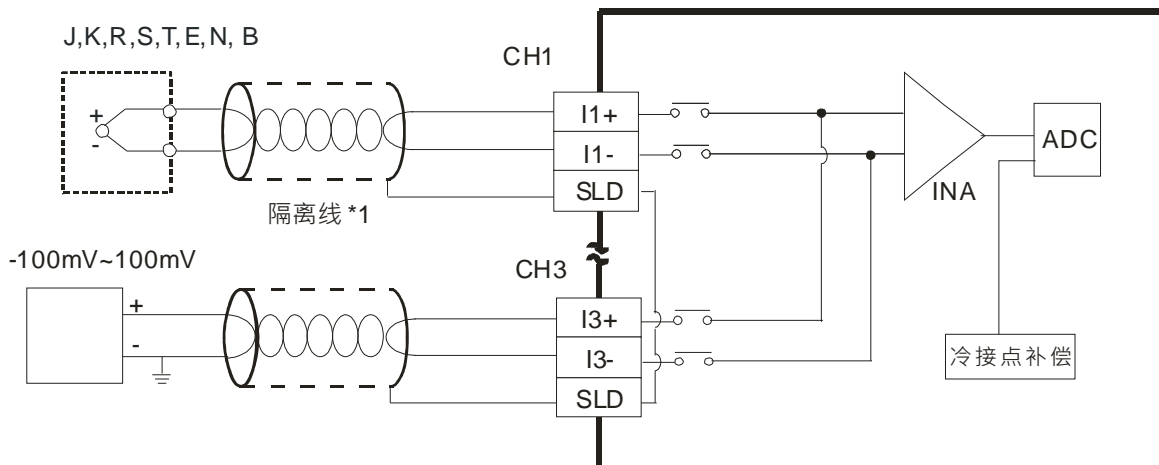 J,K,R,S,T,E,N, B
CH1
+
-
I1+
I1-
SLD
隔离线 *1
INA
ADC
-100mV~100mV
CH3
+
-
I3+
I3-
SLD
冷接点补偿